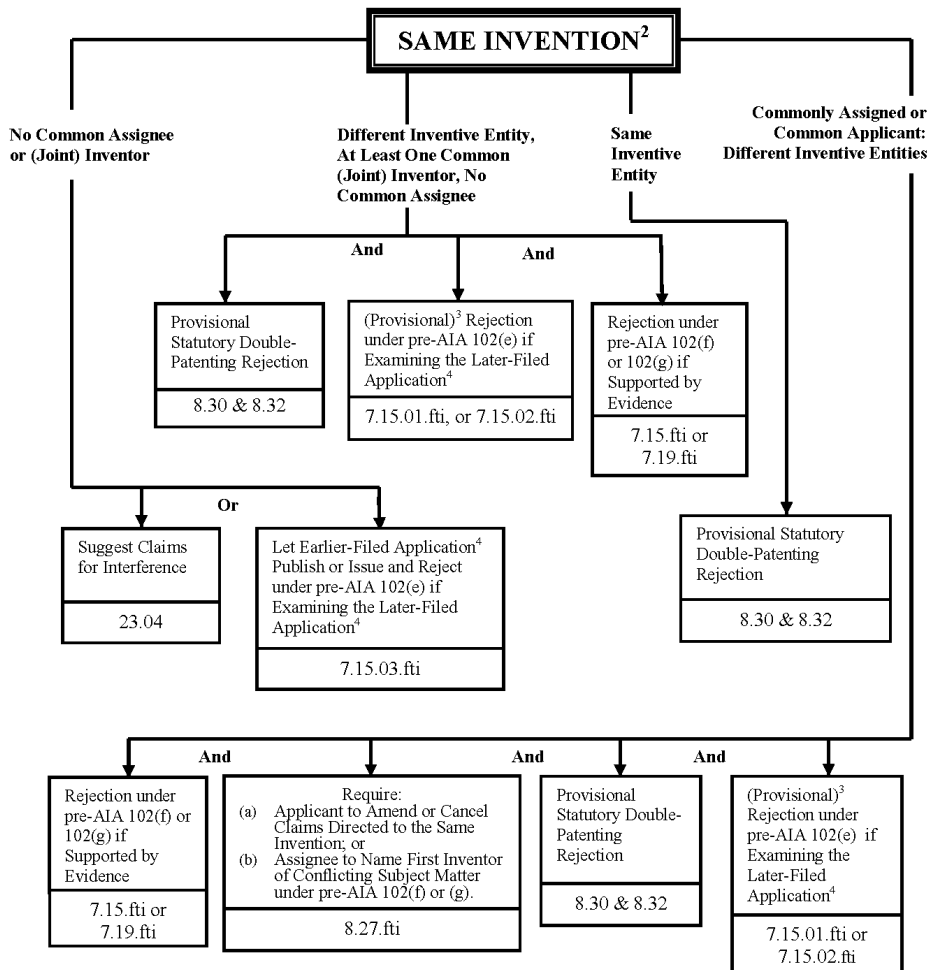 SAME INVENTION²
No Common Assignee
or (Joint) Inventor
Different Inventive Entity,
At Least One Common
(Joint) Inventor, No
Common Assignee
Same
Inventive
Entity
Commonly Assigned or
Common Applicant:
Different Inventive Entities
And
And
Provisional
Statutory Double-
Patenting Rejection
8.30 & 8.32
(Provisional)³ Rejection
under pre-AIA 102(e) if
Examining the Later-Filed
Application⁴
7.15.01.fti, or 7.15.02.fti
Rejection under
pre-AIA 102(f)
or 102(g) if
Supported by
Evidence
7.15.fti or
7.19.fti
Or
Suggest Claims
for Interference
23.04
Let Earlier-Filed Application⁴
Publish or Issue and Reject
under pre-AIA 102(e) if
Examining the Later-Filed
Application⁴
7.15.03.fti
Provisional Statutory
Double-Patenting
Rejection
8.30 & 8.32
And
And
And
Rejection under
pre-AIA 102(f) or
102(g) if
Supported by
Evidence
7.15.fti or
7.19.fti
Require:
(a) Applicant to Amend or Cancel
Claims Directed to the Same
Invention; or
(b) Assignee to Name First Inventor
of Conflicting Subject Matter
under pre-AIA 102(f) or (g).
8.27.fti
Provisional
Statutory Double-
Patenting
Rejection
8.30 & 8.32
(Provisional)³
Rejection under
pre-AIA 102(e) if
Examining the
Later-Filed
Application⁴
7.15.01.fti or
7.15.02.fti